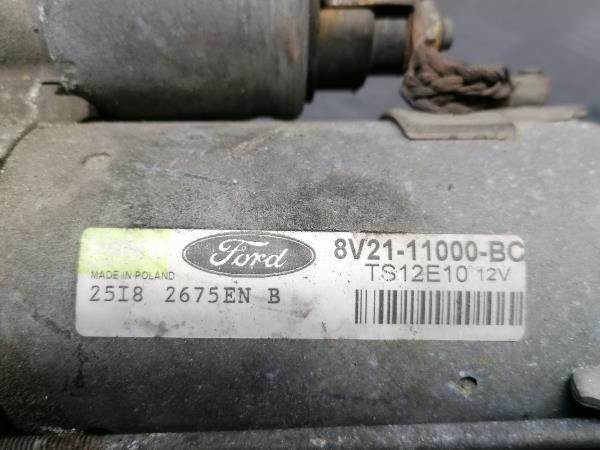 Ford
8V21-11000-BC
MADE IN POLAND
TS12E10 12V
25I8 2675EN B